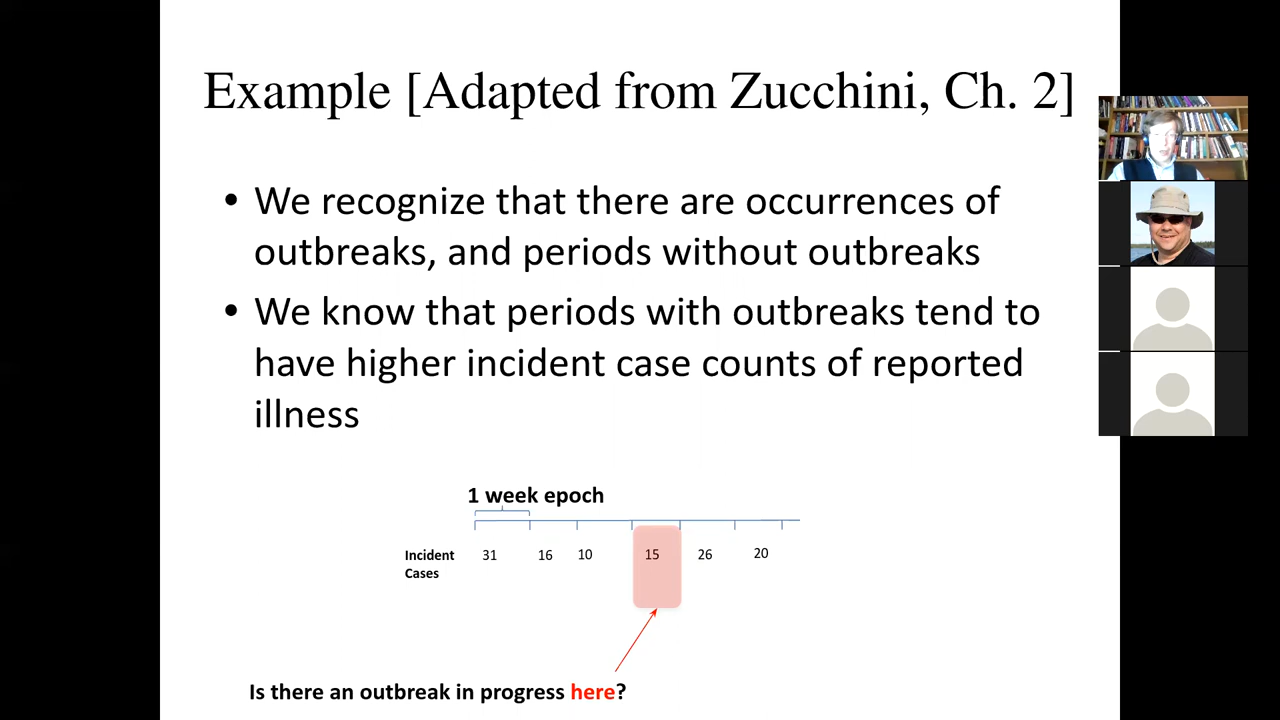 Example [Adapted from Zucchini, Ch. 2]
• We recognize that there are occurrences of
outbreaks, and periods without outbreaks
• We know that periods with outbreaks tend to
have higher incident case counts of reported
illness
1 week epoch
Incident 31 16 10 15 26 20
Cases
Is there an outbreak in progress here?